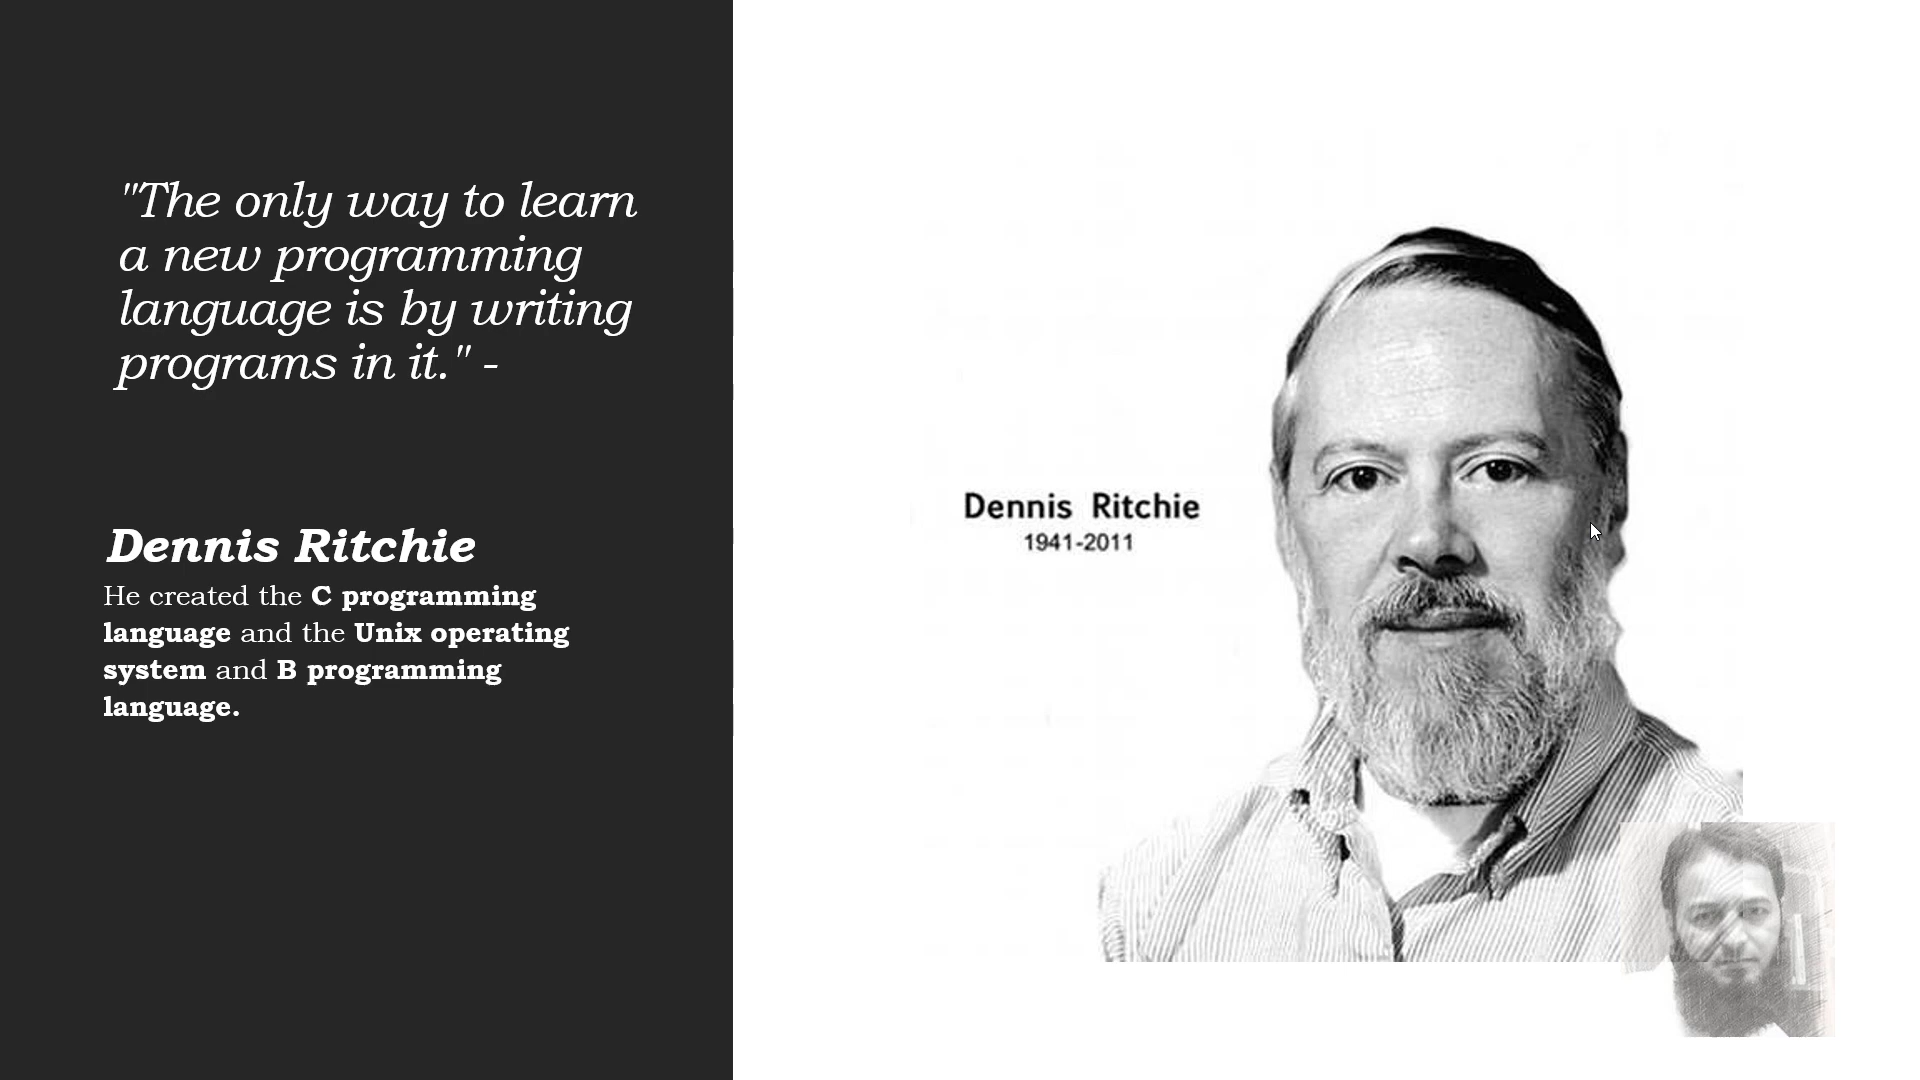 "The only way to learn
a new programming
language is by writing
programs in it." -
Dennis Ritchie
He created the C programming
language and the Unix operating
system and B programming
language.
Dennis Ritchie
1941-2011